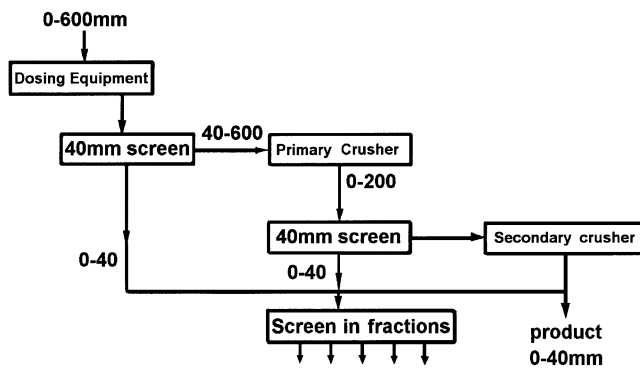 0-600mm
Dosing Equipment
40mm screen
40-600
Primary Crusher
0-200
40mm screen
Secondary crusher
0-40
0-40
Screen in fractions
product
0-40mm